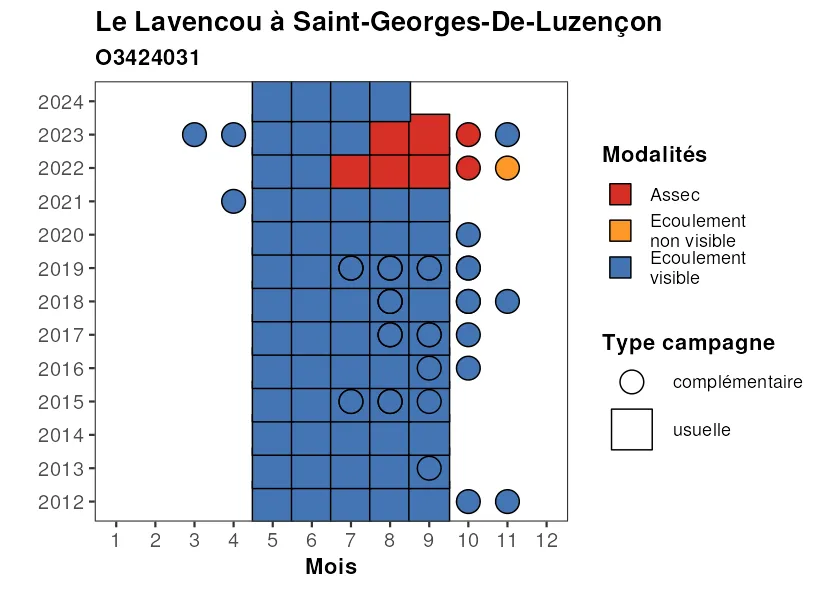 Le Lavencou à Saint-Georges-De-Luzençon
O3424031
2024
2023
2022
2021
2020
2019
2018
2017
2016
2015
2014
2013
2012
1 2 3 4 5 6 7 8 9 10 11 12
Mois
Modalités
Assec
Ecoulement
non visible
Ecoulement
visible
Type campagne
complémentaire
usuelle